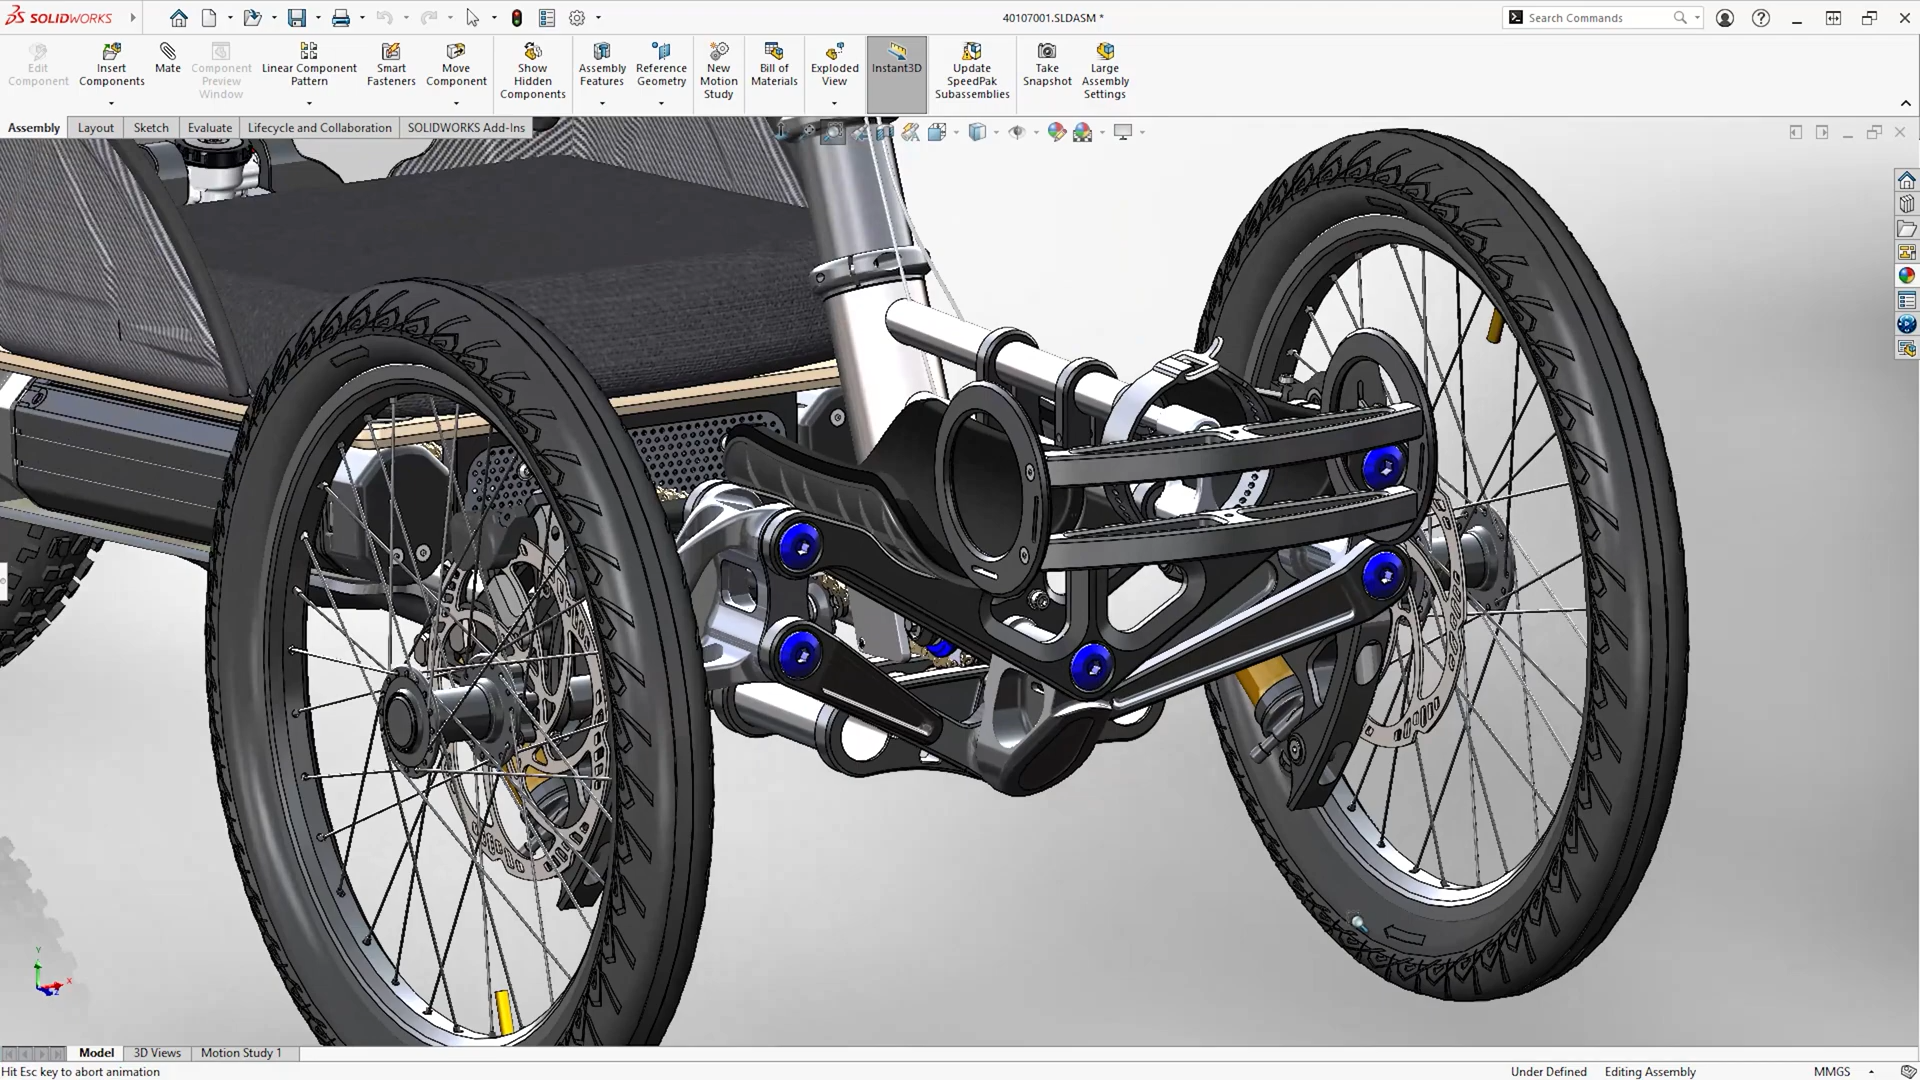 SOLIDWORKS
40107001.SLDASM *
Search Commands
Edit Component
Insert Components
Mate
Component Preview Window
Linear Component Pattern
Smart Fasteners
Move Component
Show Hidden Components
Assembly Features
Reference Geometry
New Motion Study
Bill of Materials
Exploded View
Instant3D
Update SpeedPak Subassemblies
Take Snapshot
Large Assembly Settings
Assembly
Layout
Sketch
Evaluate
Lifecycle and Collaboration
SOLIDWORKS Add-Ins
Y
X
Z
Model
3D Views
Motion Study 1
Hit Esc key to abort animation
Under Defined
Editing Assembly
MMGS